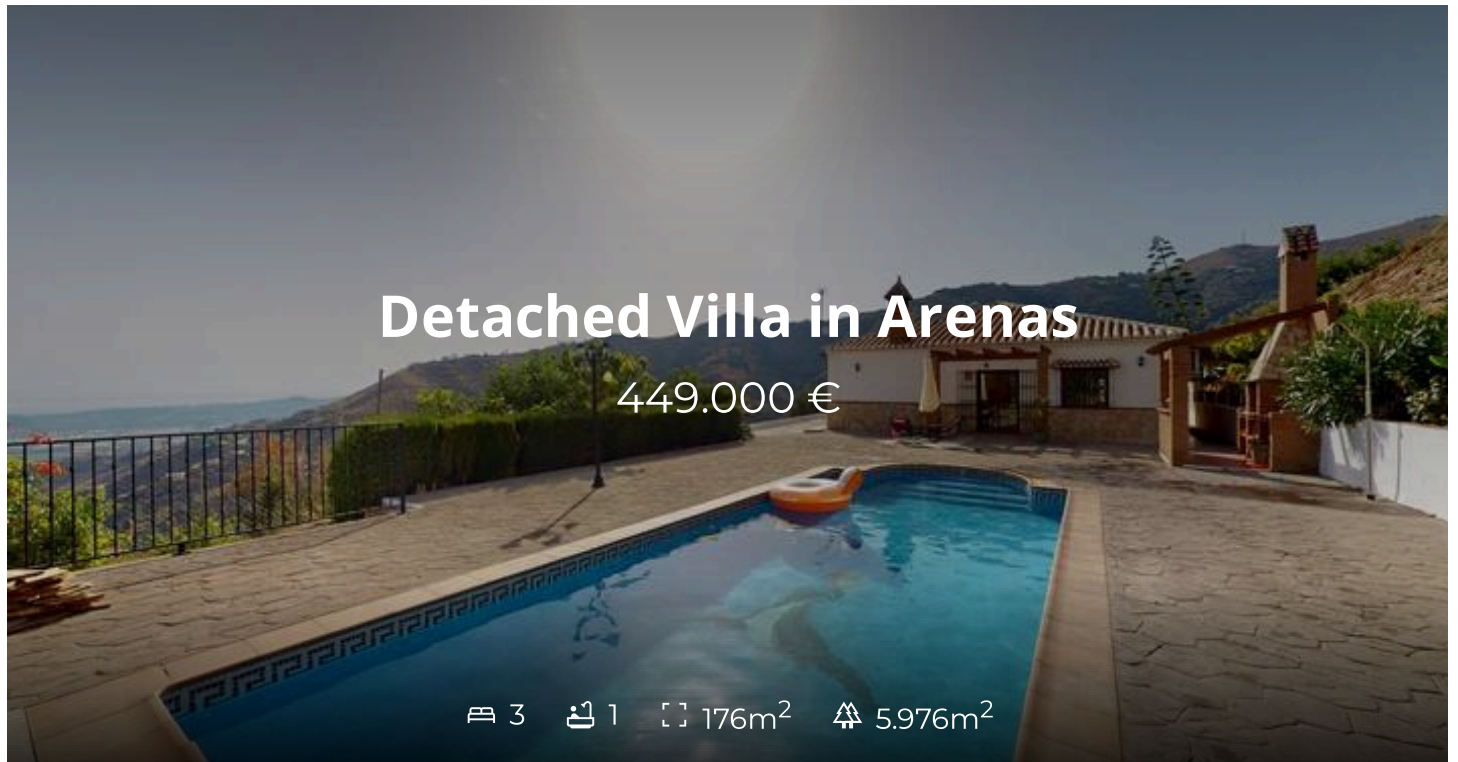 Detached Villa in Arenas
449.000 €
3 1 176m² 5.976m²